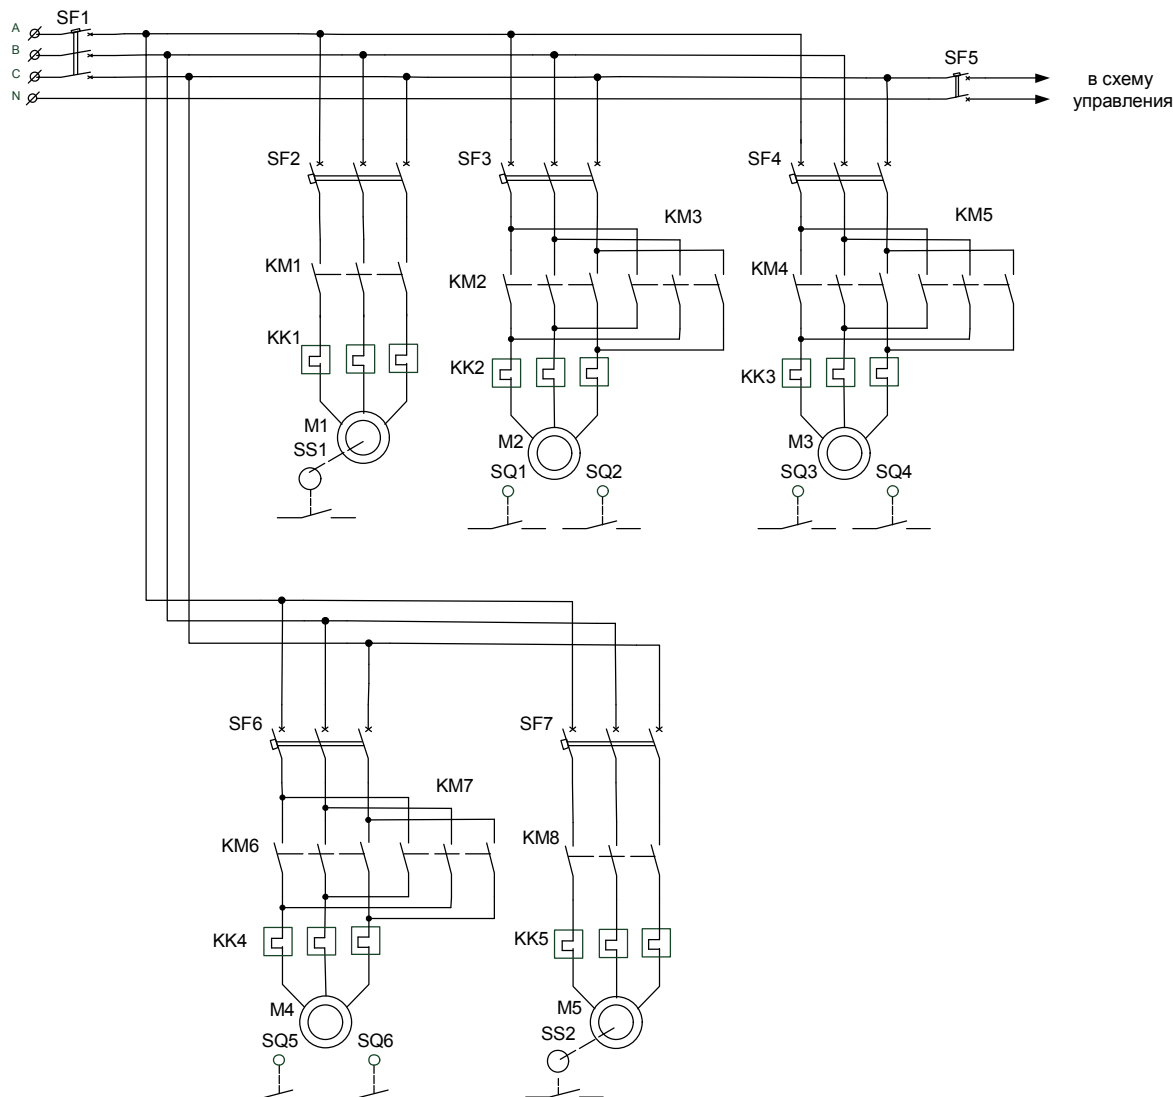 SF1
A
B
C
N
SF5
в схему
управления
SF2
SF3
SF4
KM3
KM5
KM1
KM2
KM4
KK1
KK2
KK3
M1
SS1
M2
M3
SQ1
SQ2
SQ3
SQ4
SF6
SF7
KM7
KM6
KM8
KK4
KK5
M4
M5
SQ5
SQ6
SS2